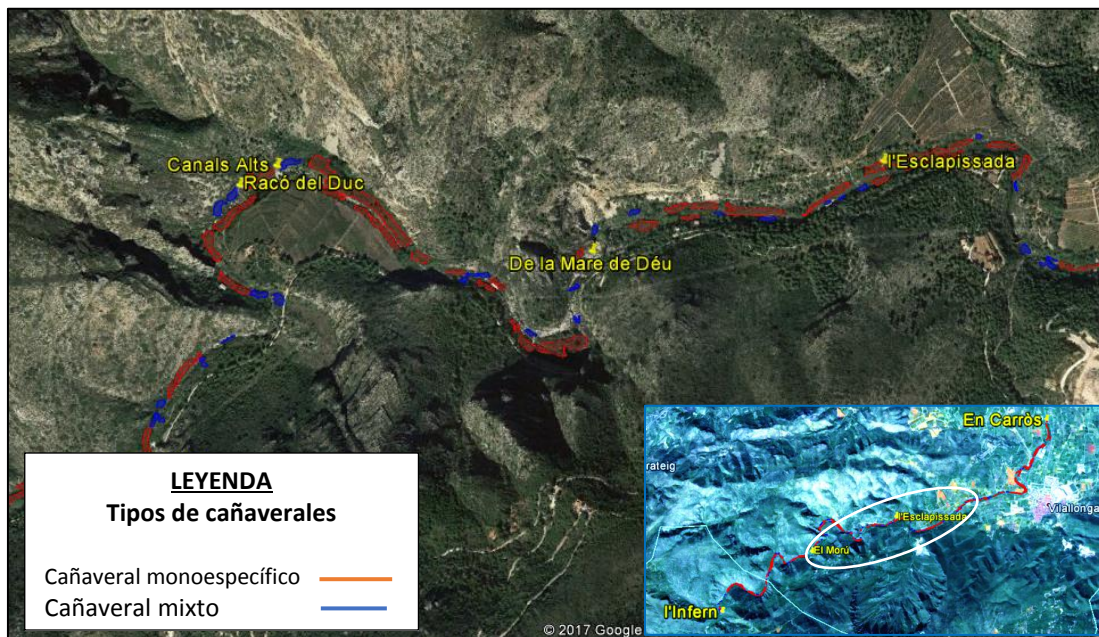 Canals Alts
Racó del Duc
l'Esclapissada
De la Mare de Déu
LEYENDA
Tipos de cañaverales
Cañaveral monoespecífico
Cañaveral mixto
En Carròs
rateig
Vilallonga
l'Esclapissada
El Morú
l'Infern
© 2017 Google